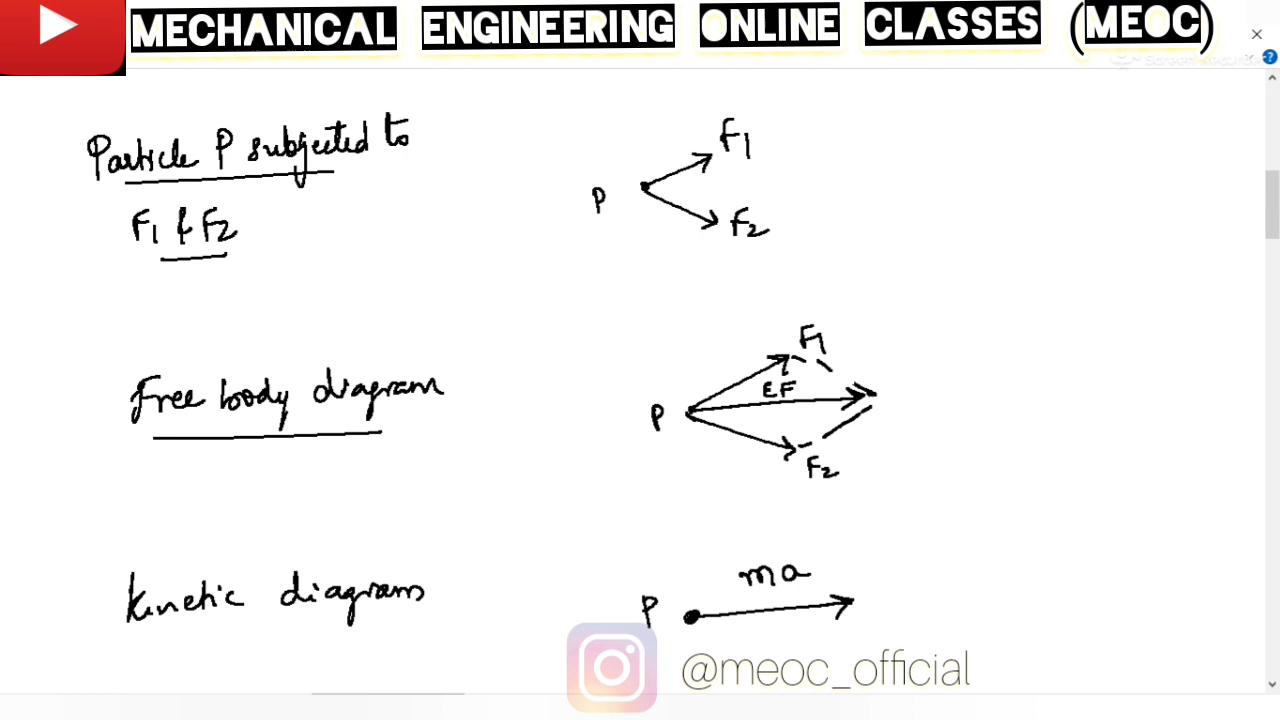 MECHANICAL ENGINEERING ONLINE CLASSES (MEOC)
Particle P subjected to
F1 & F2
P
F1
F2
Free body diagram
P
F1
ΣF
F2
Kinetic diagrams
P
ma
@meoc_official